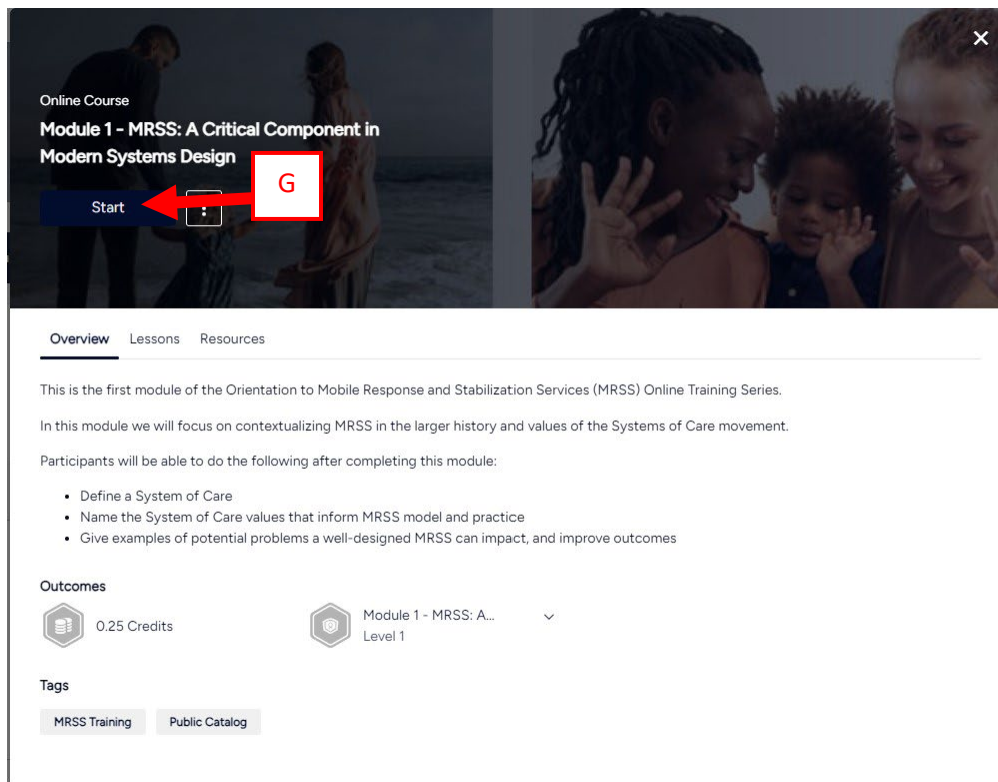 Online Course
Module 1 - MRSS: A Critical Component in
Modern Systems Design
G
Start
Overview Lessons Resources
This is the first module of the Orientation to Mobile Response and Stabilization Services (MRSS) Online Training Series.
In this module we will focus on contextualizing MRSS in the larger history and values of the Systems of Care movement.
Participants will be able to do the following after completing this module:
• Define a System of Care
• Name the System of Care values that inform MRSS model and practice
• Give examples of potential problems a well-designed MRSS can impact, and improve outcomes
Outcomes
0.25 Credits
Module 1 - MRSS: A...
Level 1
Tags
MRSS Training Public Catalog